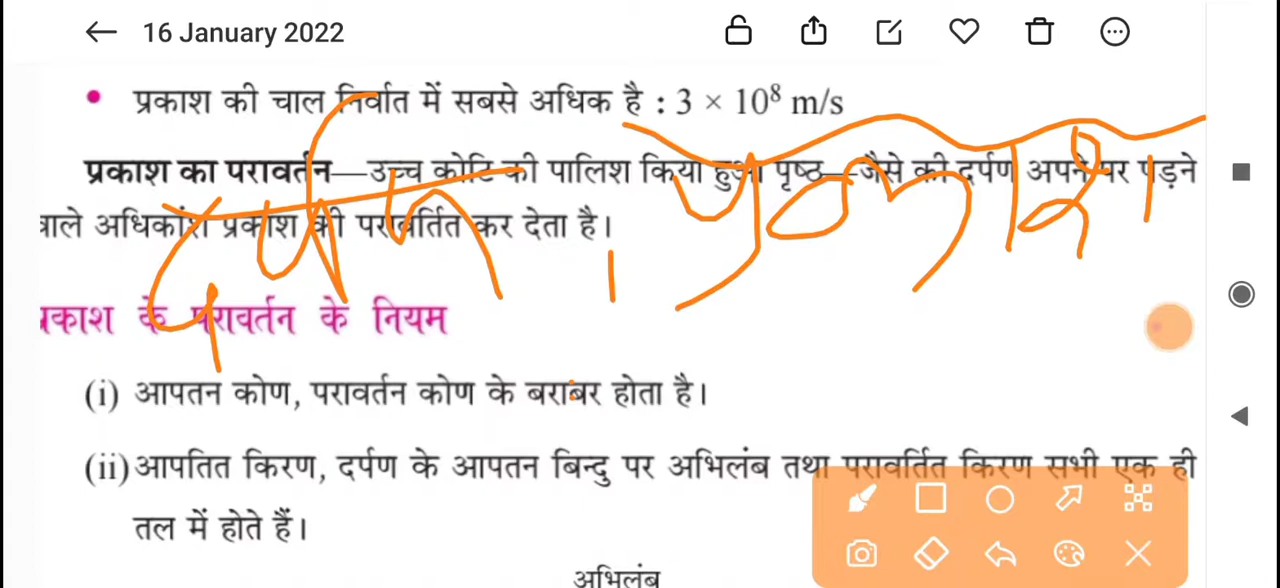 16 January 2022
• प्रकाश की चाल निर्वात में सबसे अधिक है : 3 × 10⁸ m/s
प्रकाश का परावर्तन—उच्च कोटि की पालिश किया हुआ पृष्ठ—जैसे की दर्पण अपने पर पड़ने
वाले अधिकांश प्रकाश को परावर्तित कर देता है।
प्रकाश
रकाश के परावर्तन के नियम
(i) आपतन कोण, परावर्तन कोण के बराबर होता है।
(ii) आपतित किरण, दर्पण के आपतन बिन्दु पर अभिलंब तथा परावर्तित किरण सभी एक ही
तल में होते हैं।
अभिलंब